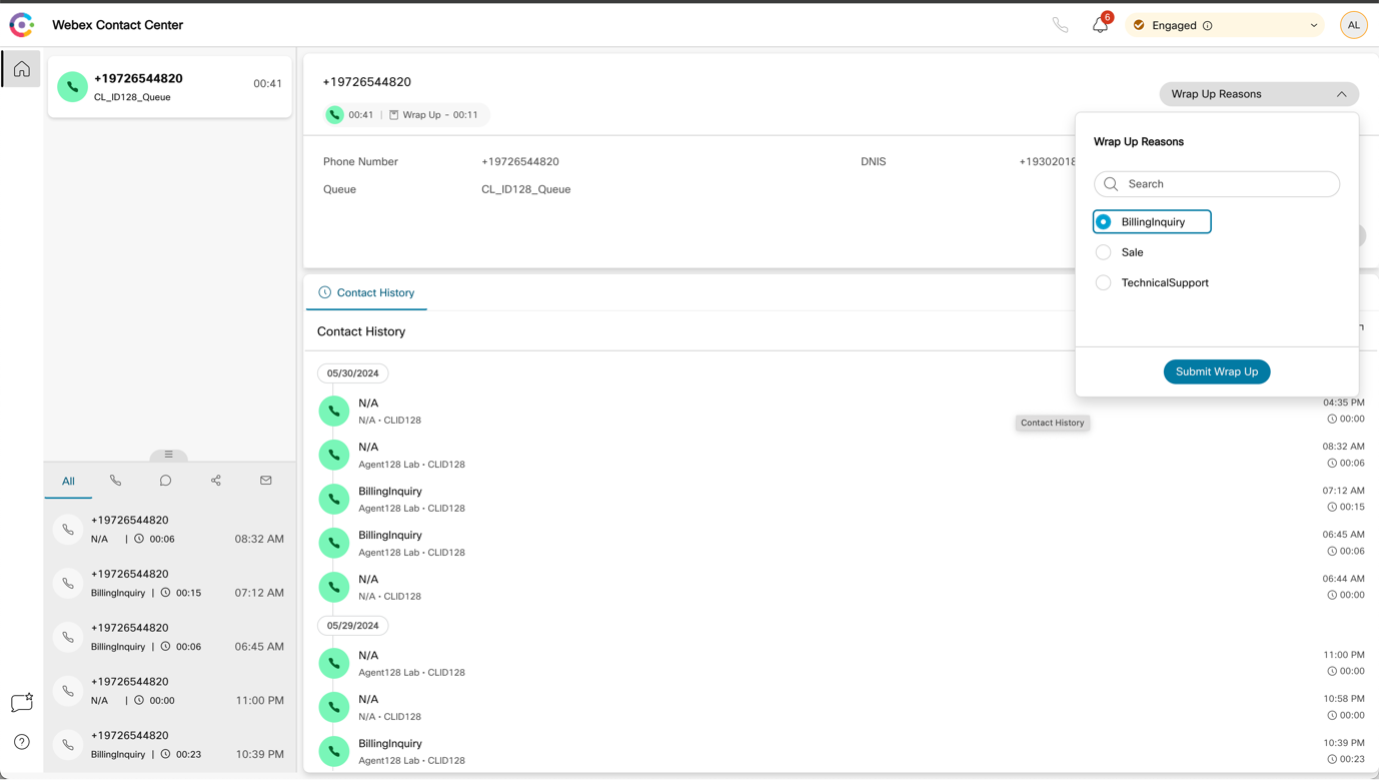 Webex Contact Center
6
Engaged
AL
+19726544820
CL_ID128_Queue
00:41
+19726544820
00:41 | Wrap Up - 00:11
Wrap Up Reasons
Phone Number +19726544820 DNIS +19302018
Queue CL_ID128_Queue
Wrap Up Reasons
Search
BillingInquiry
Sale
TechnicalSupport
Submit Wrap Up
Contact History
Contact History
05/30/2024
N/A 04:35 PM
N/A • CLID128 00:00
Contact History
N/A 08:32 AM
Agent128 Lab • CLID128 00:06
BillingInquiry 07:12 AM
Agent128 Lab • CLID128 00:15
BillingInquiry 06:45 AM
Agent128 Lab • CLID128 00:06
N/A 06:44 AM
N/A • CLID128 00:00
05/29/2024
N/A 11:00 PM
Agent128 Lab • CLID128 00:00
N/A 10:58 PM
N/A • CLID128 00:00
BillingInquiry 10:39 PM
Agent128 Lab • CLID128 00:23
All
+19726544820
N/A | 00:06 08:32 AM
+19726544820
BillingInquiry | 00:15 07:12 AM
+19726544820
BillingInquiry | 00:06 06:45 AM
+19726544820
N/A | 00:00 11:00 PM
+19726544820
BillingInquiry | 00:23 10:39 PM